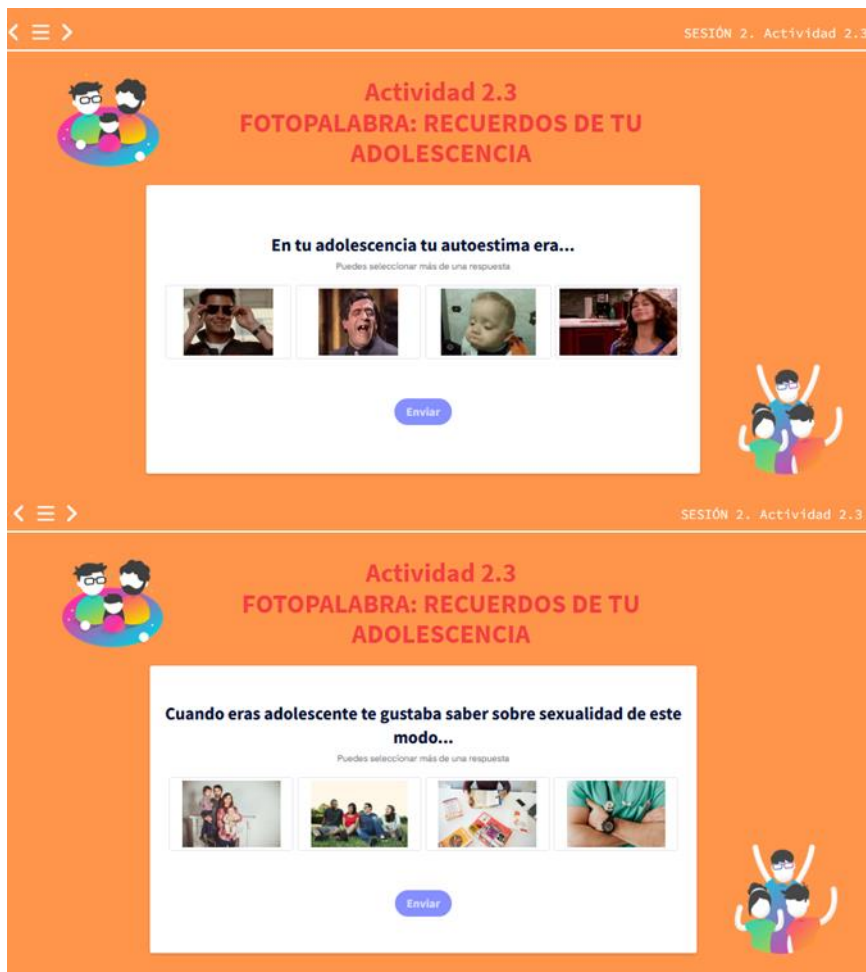 SESIÓN 2. Actividad 2.3
Actividad 2.3
FOTOPALABRA: RECUERDOS DE TU
ADOLESCENCIA
En tu adolescencia tu autoestima era...
Puedes seleccionar más de una respuesta
Enviar
SESIÓN 2. Actividad 2.3
Actividad 2.3
FOTOPALABRA: RECUERDOS DE TU
ADOLESCENCIA
Cuando eras adolescente te gustaba saber sobre sexualidad de este
modo...
Puedes seleccionar más de una respuesta
Enviar